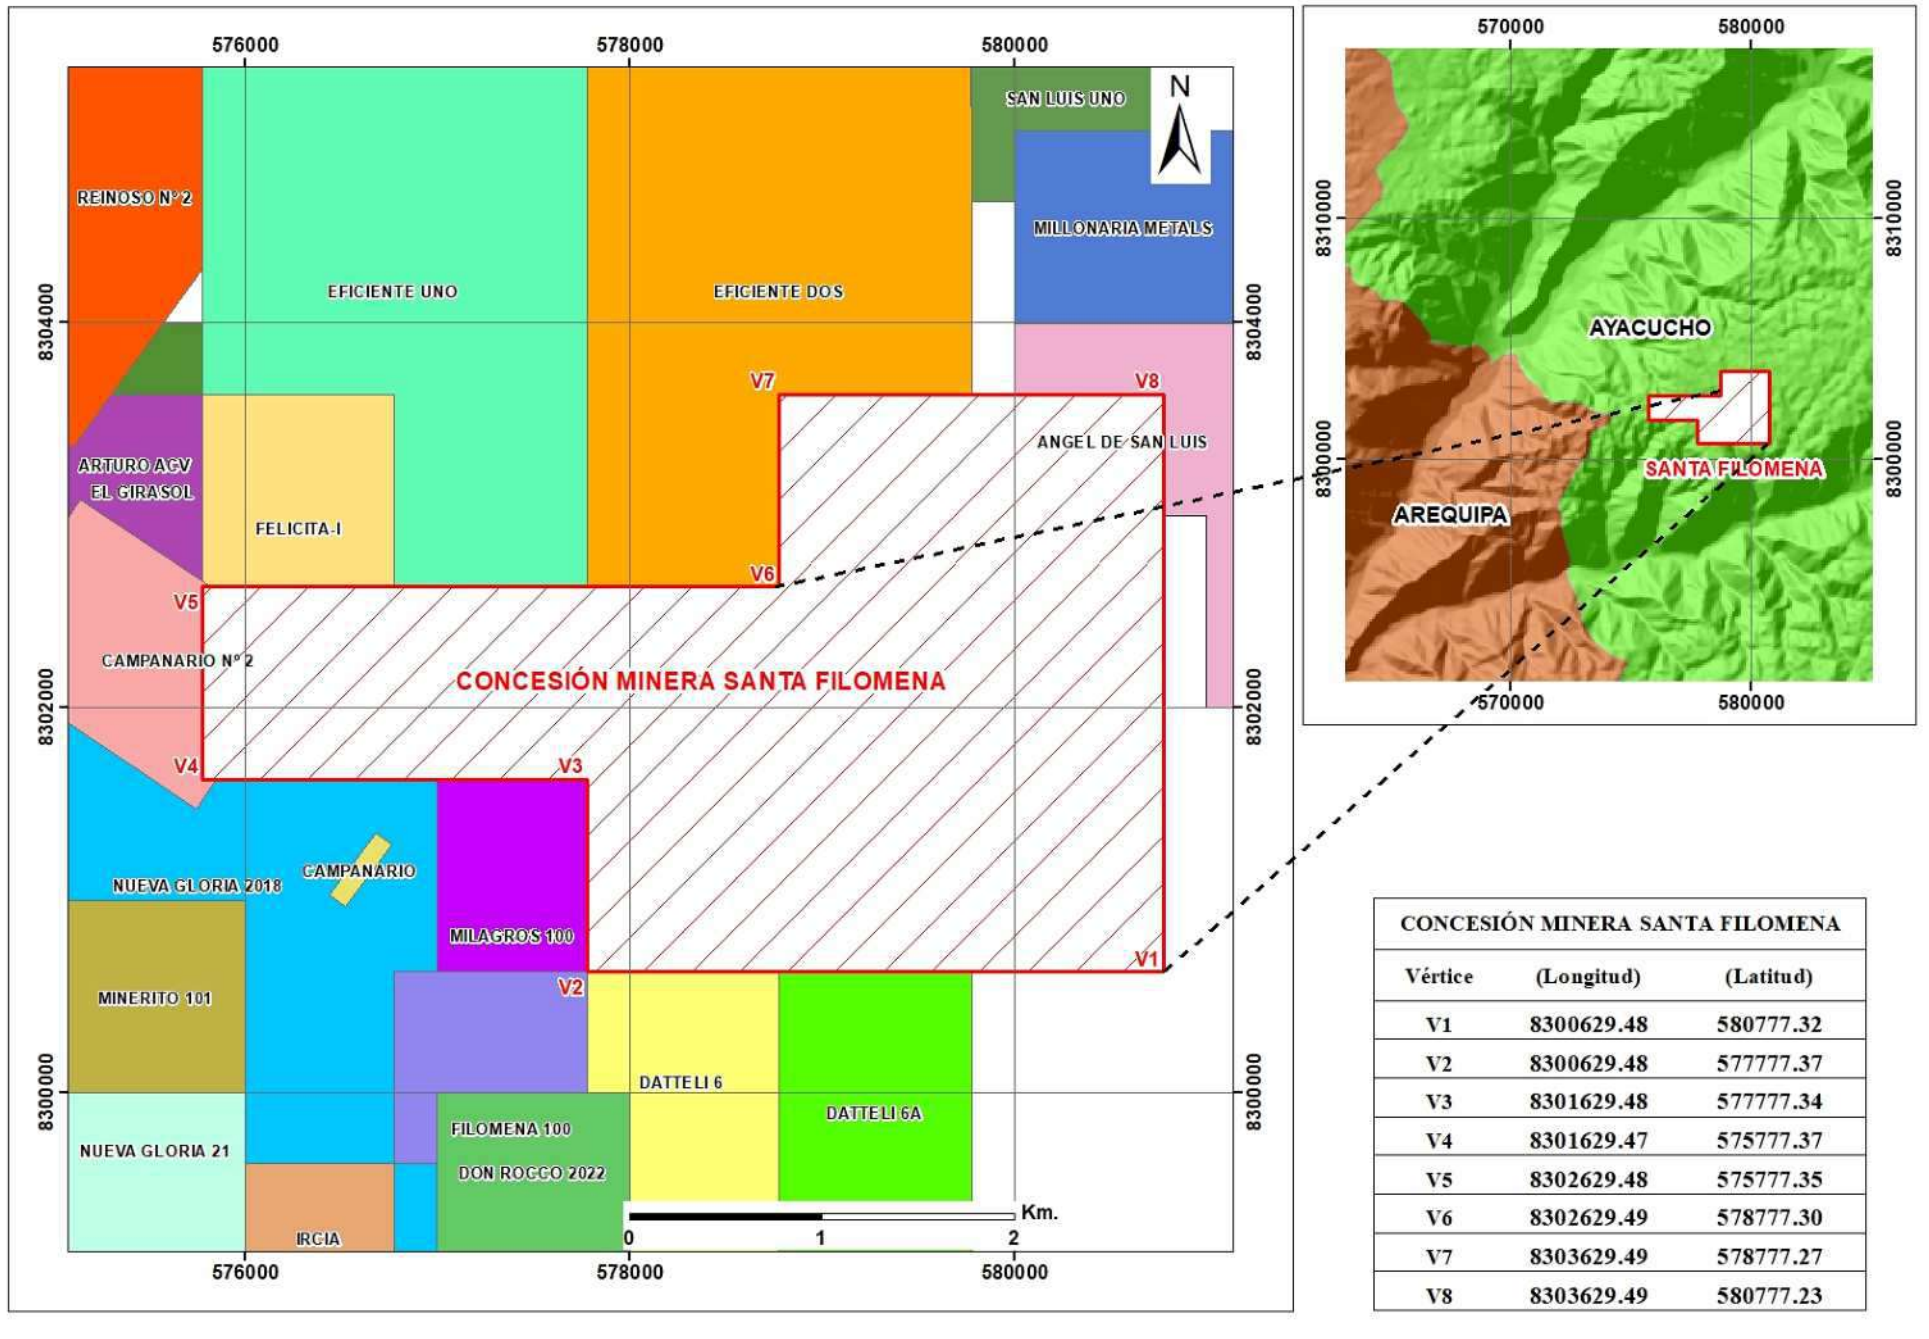 576000
578000
580000
8304000
8302000
8300000
8304000
8302000
8300000
576000
578000
580000
N
SAN LUIS UNO
REINOSO Nº 2
MILLONARIA METALS
EFICIENTE UNO
EFICIENTE DOS
V7
V8
ANGEL DE SAN LUIS
ARTURO ACV
EL GIRASOL
FELICITA-I
V6
V5
CAMPANARIO Nº 2
CONCESIÓN MINERA SANTA FILOMENA
V4
V3
CAMPANARIO
NUEVA GLORIA 2018
MILAGROS 100
V1
V2
MINERITO 101
DATTELI 6
DATTELI 6A
FILOMENA 100
NUEVA GLORIA 21
DON ROCCO 2022
IRCIA
Km.
0 1 2
570000
580000
8310000
8300000
8310000
8300000
AYACUCHO
SANTA FILOMENA
AREQUIPA
570000
580000
CONCESIÓN MINERA SANTA FILOMENA
Vértice (Longitud) (Latitud)
V1 8300629.48 580777.32
V2 8300629.48 577777.37
V3 8301629.48 577777.34
V4 8301629.47 575777.37
V5 8302629.48 575777.35
V6 8302629.49 578777.30
V7 8303629.49 578777.27
V8 8303629.49 580777.23